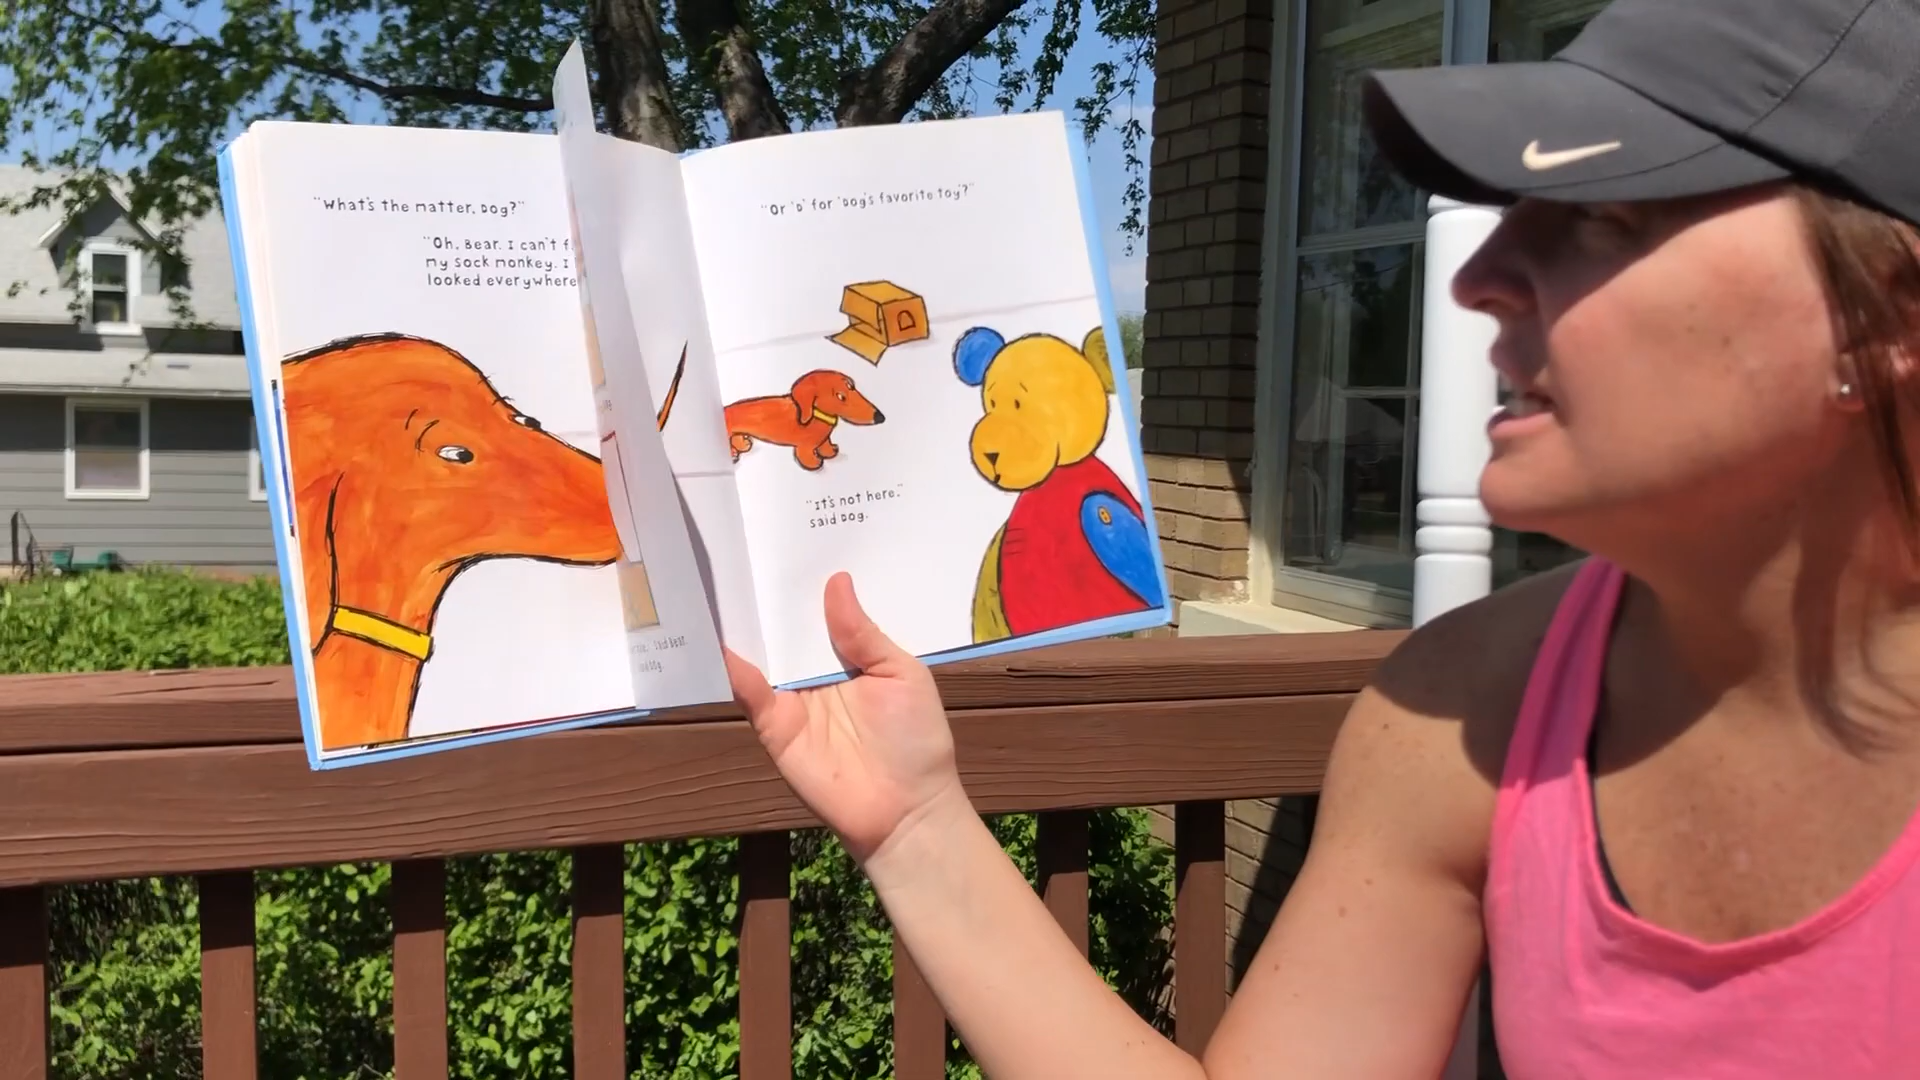 "What's the matter, Dog?"
"Oh, Bear. I can't
my sock monkey.
looked everywhere
said Bear.
"Or 'D' for 'Dog's favorite toy'?"
"It's not here,"
said Dog.